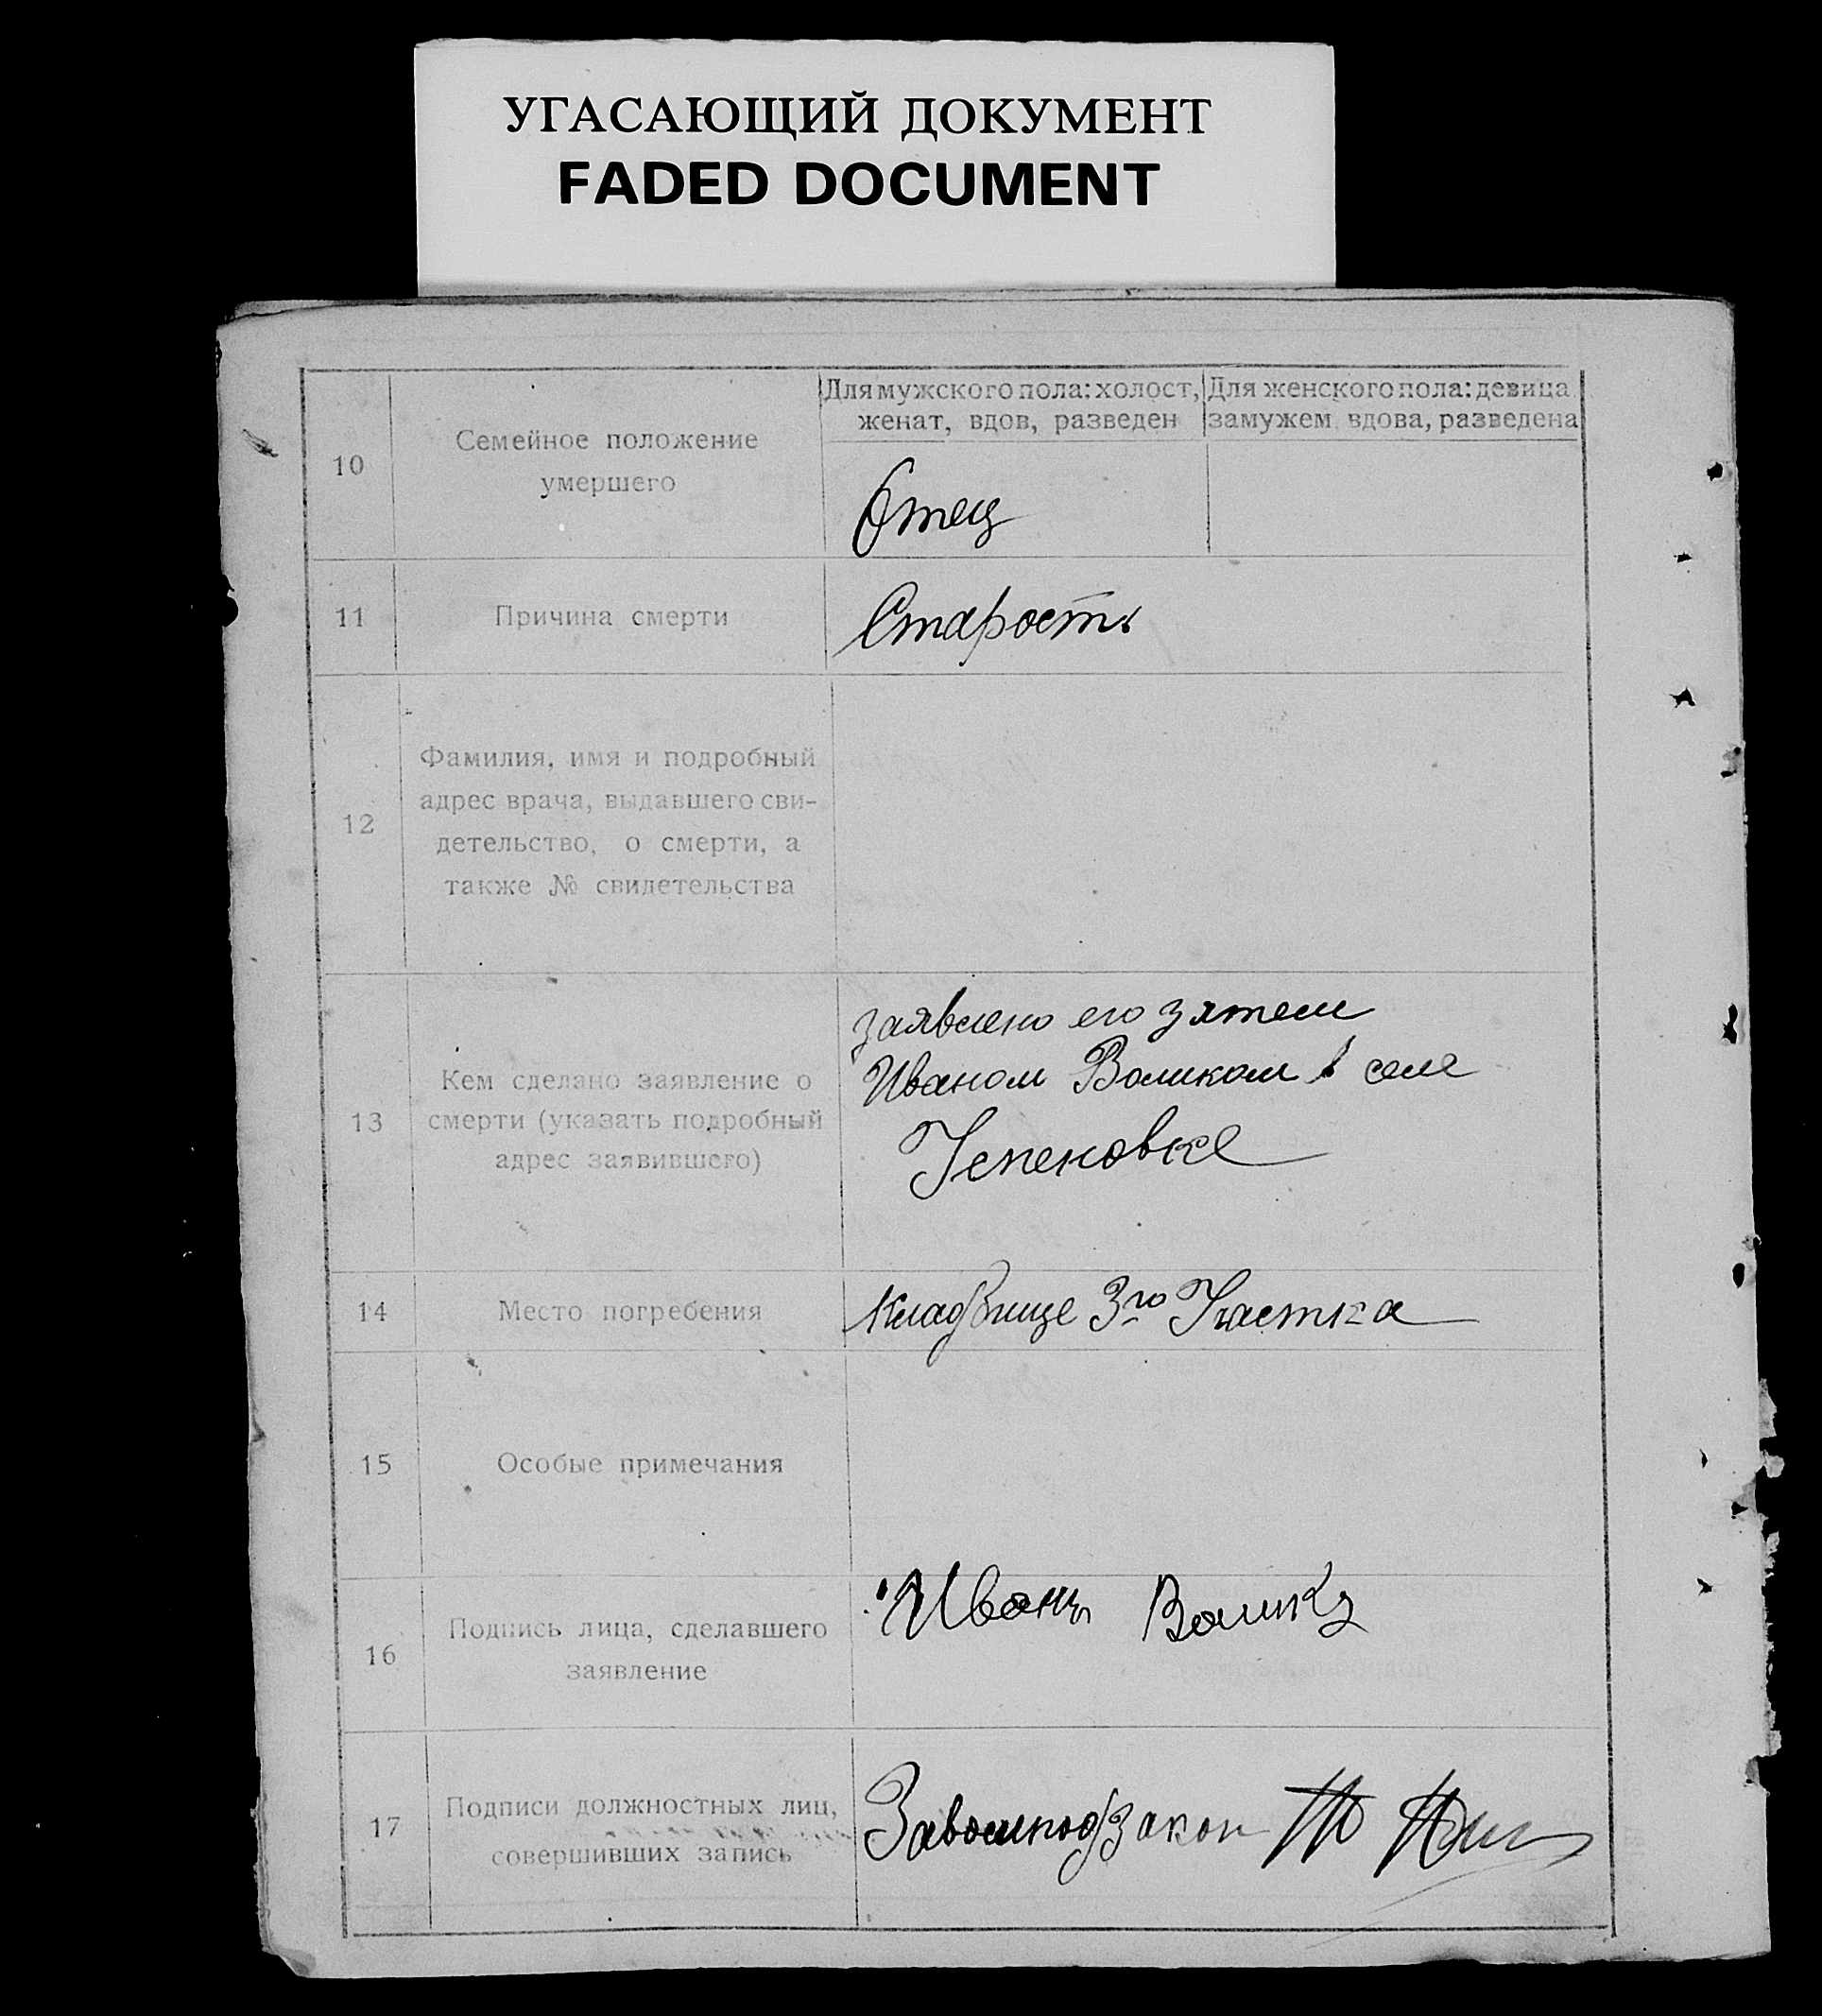 УГАСАЮЩИЙ ДОКУМЕНТ
FADED DOCUMENT
Для мужского пола: холост, женат, вдов, разведен
Для женского пола: девица замужем, вдова, разведена
10
Семейное положение
умершего
Отец
11
Причина смерти
Старость
12
Фамилия, имя и подробный
адрес врача, выдавшего сви-
детельство, о смерти, а
также № свидетельства
13
Кем сделано заявление о
смерти (указать подробный
адрес заявившего)
заявлено его зятем
Иваном Воликом в селе
Успеновке
14
Место погребения
Кладбище 3го Участка
15
Особые примечания
16
Подпись лица, сделавшего
заявление
Иванъ
17
Подписи должностных лиц,
совершивших запись